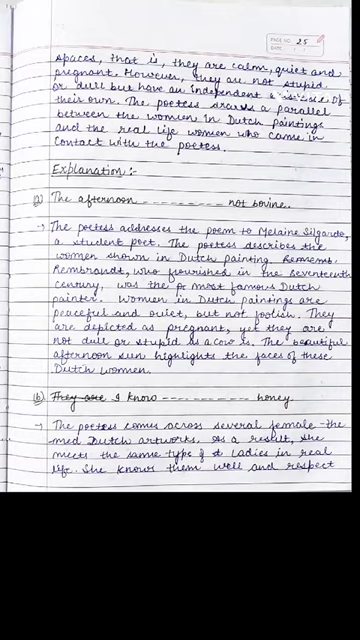 PAGE NO. 25
DATE
spaces, that is, they are calm, quiet and
pregnant. However, they are not stupid
or dull but have an independent of
their own. The poetess draws a parallel
between the women in Dutch paintings
and the real life women who came in
contact with the poetess.
Explanation :-
(a) The afternoon ---------- not bovine.
→ The poetess addresses the poem to Melaine Silgardo,
a student poet. The poetess describes the
women shown in Dutch painting.
Rembrandt, who flourished in the seventeenth
century, was the most famous Dutch
painter. Women in Dutch paintings are
peaceful and quiet, but not foolish. They
are depicted as pregnant, yet they are
not dull or stupid as a cow is. The beautiful
afternoon sun highlights the faces of these
Dutch women.
(b) They are I know ---------- honey.
→ The poetess comes across several female-the
med Dutch artworks. As a result, she
meets the same type of ladies in real
life. She knows them well and respect